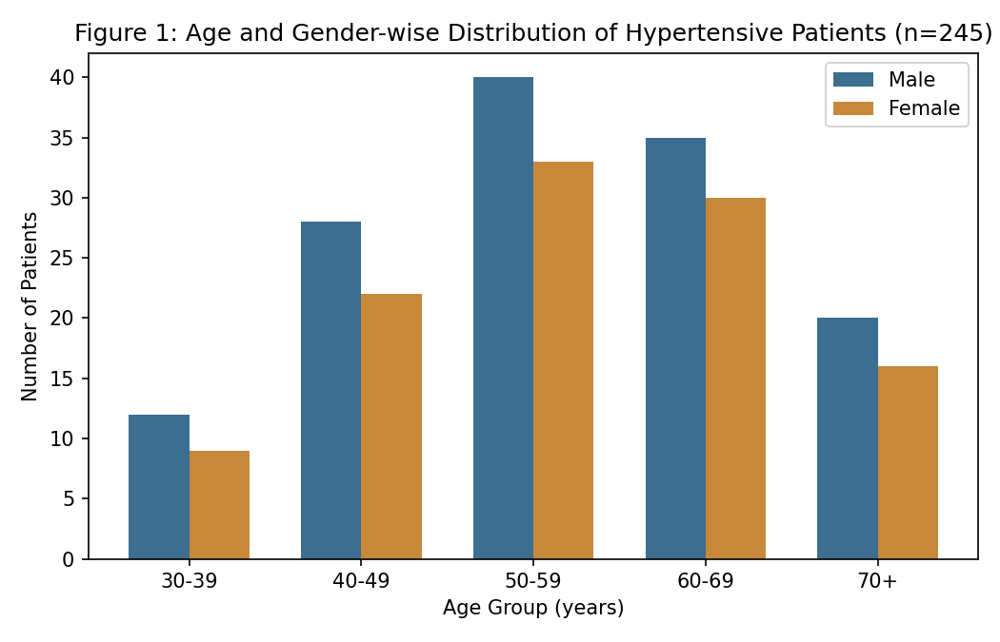 Figure 1: Age and Gender-wise Distribution of Hypertensive Patients (n=245)
Male
Female
Number of Patients
40
35
30
25
20
15
10
5
0
30-39 40-49 50-59 60-69 70+
Age Group (years)